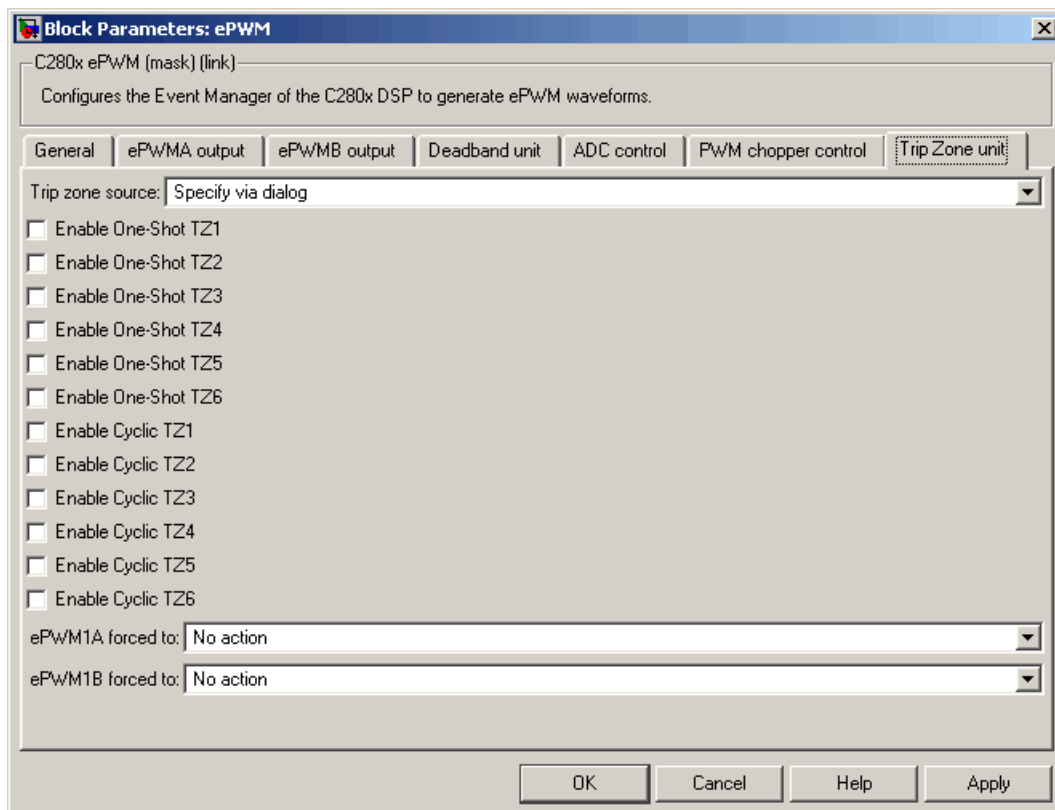 Block Parameters: ePWM
C280x ePWM (mask) (link)
Configures the Event Manager of the C280x DSP to generate ePWM waveforms.
General ePWMA output ePWMB output Deadband unit ADC control PWM chopper control Trip Zone unit
Trip zone source: Specify via dialog
Enable One-Shot TZ1
Enable One-Shot TZ2
Enable One-Shot TZ3
Enable One-Shot TZ4
Enable One-Shot TZ5
Enable One-Shot TZ6
Enable Cyclic TZ1
Enable Cyclic TZ2
Enable Cyclic TZ3
Enable Cyclic TZ4
Enable Cyclic TZ5
Enable Cyclic TZ6
ePWM1A forced to: No action
ePWM1B forced to: No action
OK Cancel Help Apply